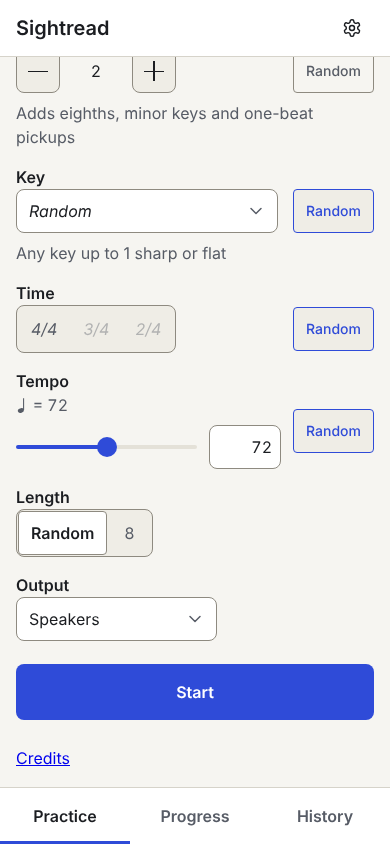 Sightread
2
Random
Adds eighths, minor keys and one-beat
pickups
Key
Random
Random
Any key up to 1 sharp or flat
Time
4/4 3/4 2/4
Random
Tempo
♩ = 72
72
Random
Length
Random 8
Output
Speakers
Start
Credits
Practice Progress History